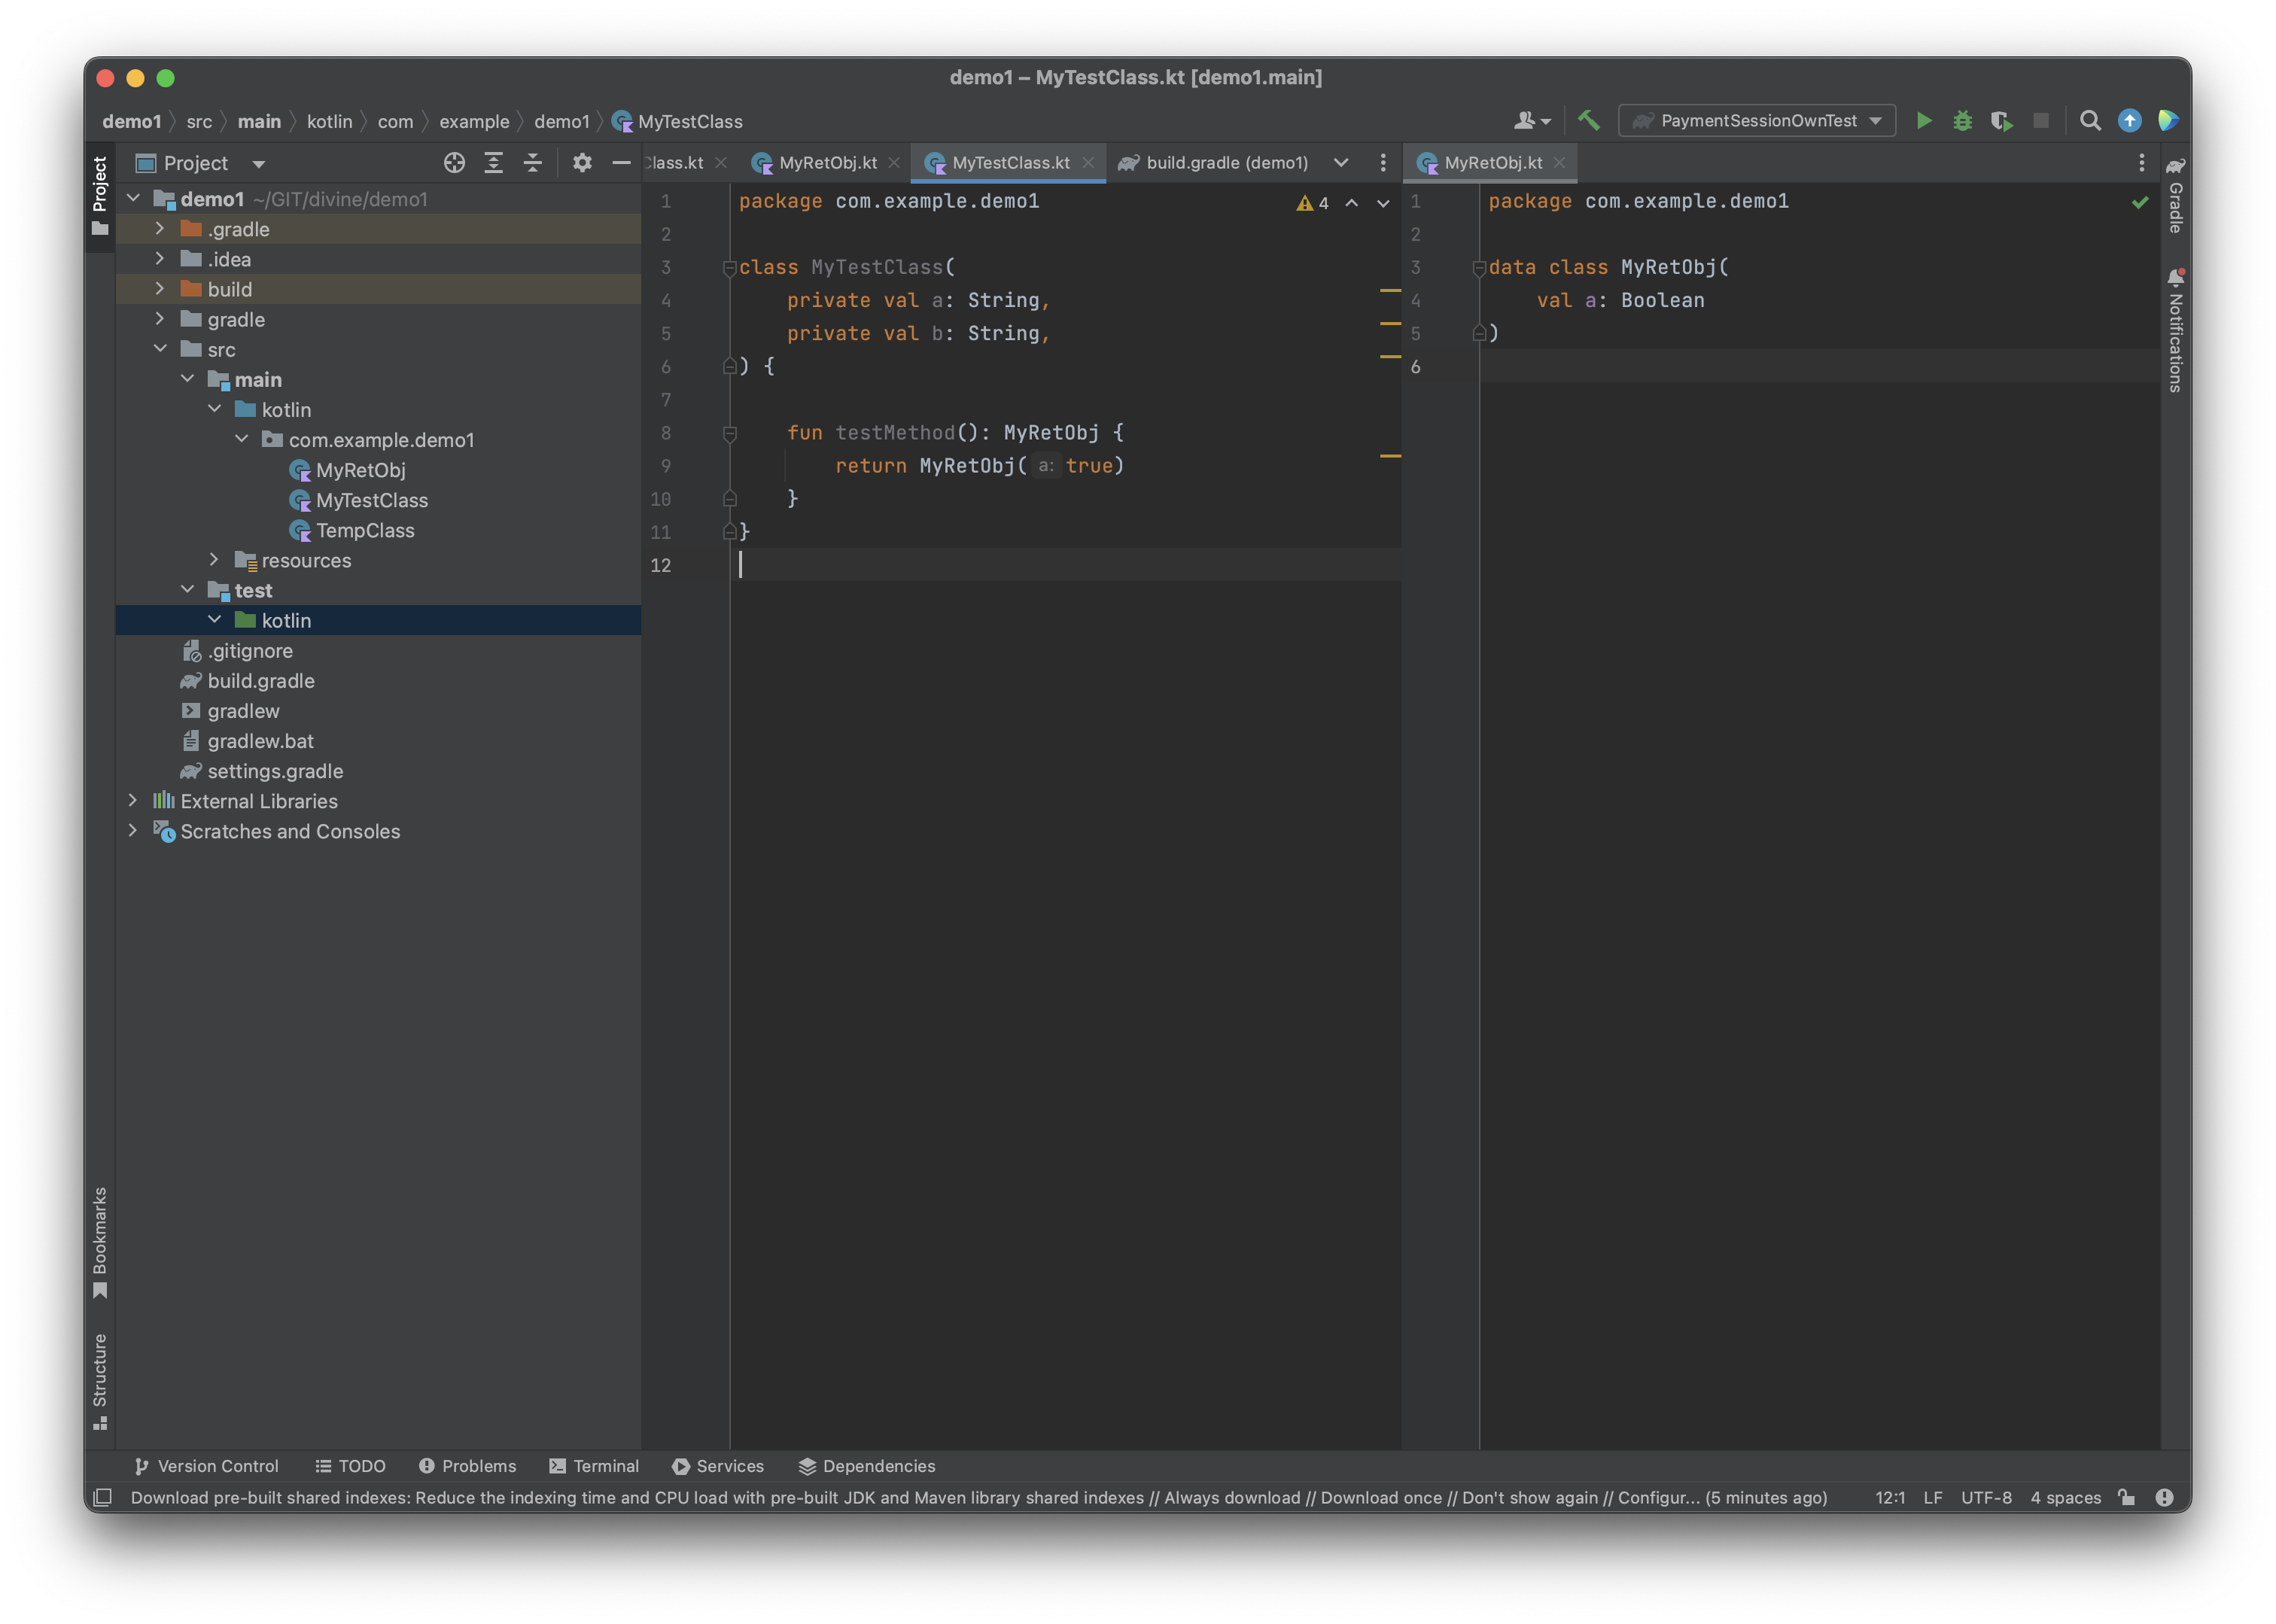 demo1 – MyTestClass.kt [demo1.main]
demo1 src main kotlin com example demo1 MyTestClass
PaymentSessionOwnTest
Project
Project
MyRetObj.kt MyTestClass.kt build.gradle (demo1)
MyRetObj.kt
Gradle
Notifications
demo1 ~/GIT/divine/demo1
.gradle
.idea
build
gradle
src
main
kotlin
com.example.demo1
MyRetObj
MyTestClass
TempClass
resources
test
kotlin
.gitignore
build.gradle
gradlew
gradlew.bat
settings.gradle
External Libraries
Scratches and Consoles
1 package com.example.demo1
4
2
3 class MyTestClass(
4 private val a: String,
5 private val b: String,
6 ) {
7
8 fun testMethod(): MyRetObj {
9 return MyRetObj( a: true)
10 }
11 }
12
1 package com.example.demo1
2
3 data class MyRetObj(
4 val a: Boolean
5 )
6
Bookmarks
Structure
Version Control TODO Problems Terminal Services Dependencies
Download pre-built shared indexes: Reduce the indexing time and CPU load with pre-built JDK and Maven library shared indexes // Always download // Download once // Don't show again // Configur... (5 minutes ago) 12:1 LF UTF-8 4 spaces